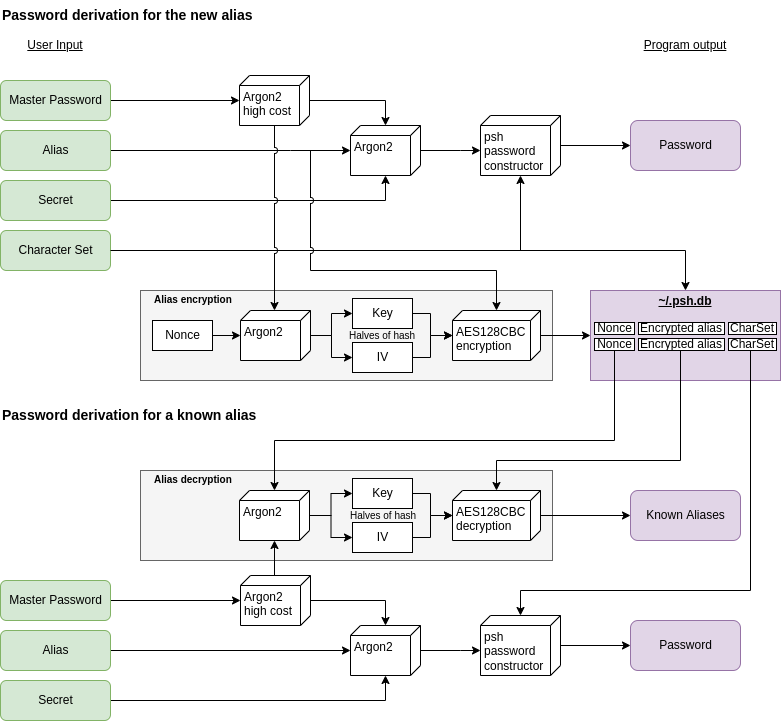 Password derivation for the new alias
User Input
Program output
Master Password
Argon2
high cost
Alias
Argon2
psh
password
constructor
Password
Secret
Character Set
Alias encryption
~/.psh.db
Nonce
Argon2
Key
Halves of hash
IV
AES128CBC
encryption
Nonce Encrypted alias CharSet
Nonce Encrypted alias CharSet
Password derivation for a known alias
Alias decryption
Argon2
Key
Halves of hash
IV
AES128CBC
decryption
Known Aliases
Master Password
Argon2
high cost
Alias
Argon2
psh
password
constructor
Password
Secret